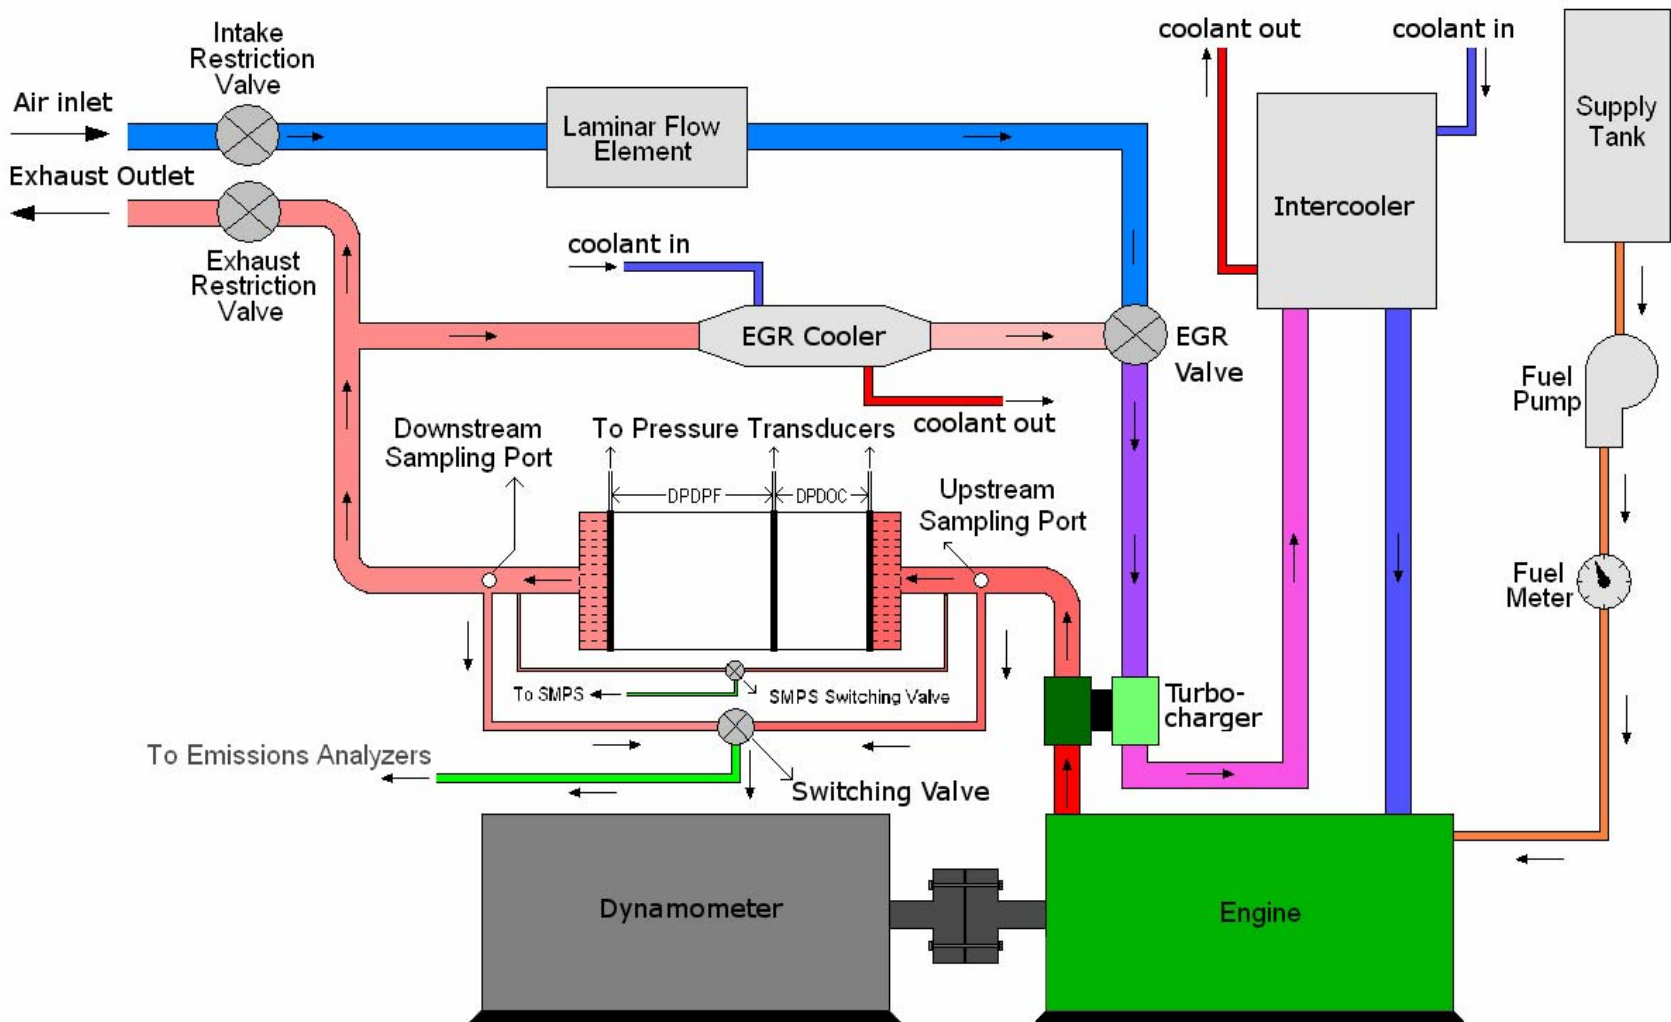 Intake
Restriction
Valve
Air inlet
Exhaust Outlet
Exhaust
Restriction
Valve
Laminar Flow
Element
coolant in
EGR Cooler
coolant out
EGR
Valve
coolant out
coolant in
Intercooler
Supply
Tank
Fuel
Pump
Fuel
Meter
Downstream
Sampling Port
To Pressure Transducers
DPDPF
DPDOC
Upstream
Sampling Port
To SMPS
SMPS Switching Valve
Turbo-
charger
To Emissions Analyzers
Switching Valve
Dynamometer
Engine